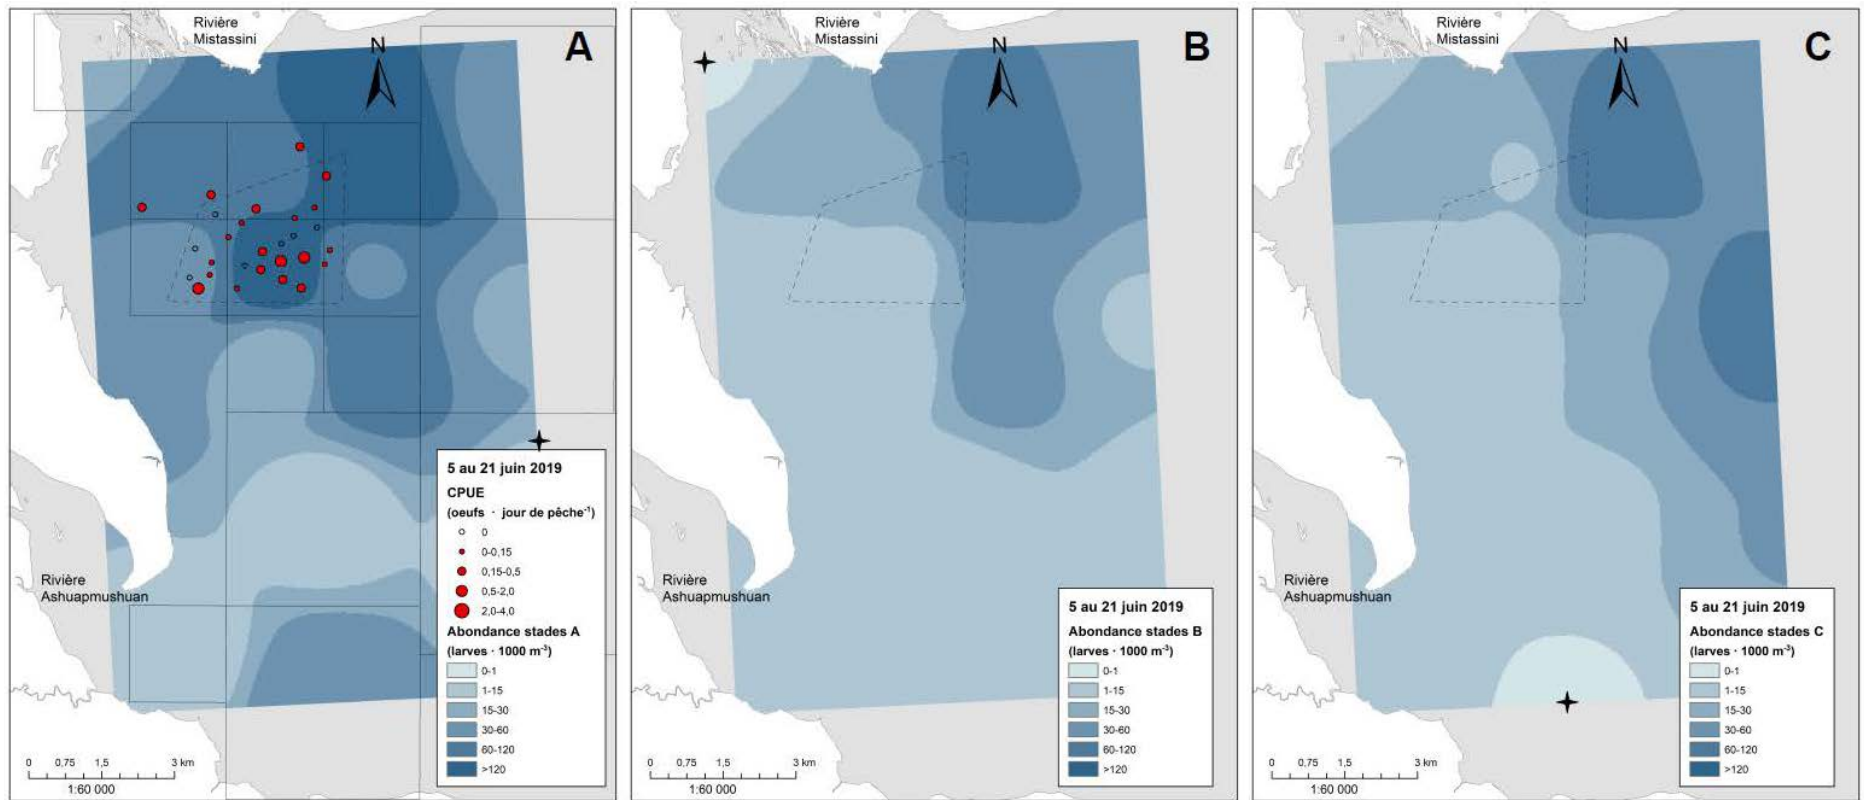 Rivière
Mistassini
N
A
5 au 21 juin 2019
CPUE
(oeufs · jour de pêche⁻¹)
0
0-0,15
0,15-0,5
0,5-2,0
2,0-4,0
Abondance stades A
(larves · 1000 m⁻³)
0-1
1-15
15-30
30-60
60-120
>120
Rivière
Ashuapmushuan
0 0,75 1,5 3 km
1:60 000
Rivière
Mistassini
N
B
Rivière
Ashuapmushuan
5 au 21 juin 2019
Abondance stades B
(larves · 1000 m⁻³)
0-1
1-15
15-30
30-60
60-120
>120
0 0,75 1,5 3 km
1:60 000
Rivière
Mistassini
N
C
Rivière
Ashuapmushuan
5 au 21 juin 2019
Abondance stades C
(larves · 1000 m⁻³)
0-1
1-15
15-30
30-60
60-120
>120
0 0,75 1,5 3 km
1:60 000